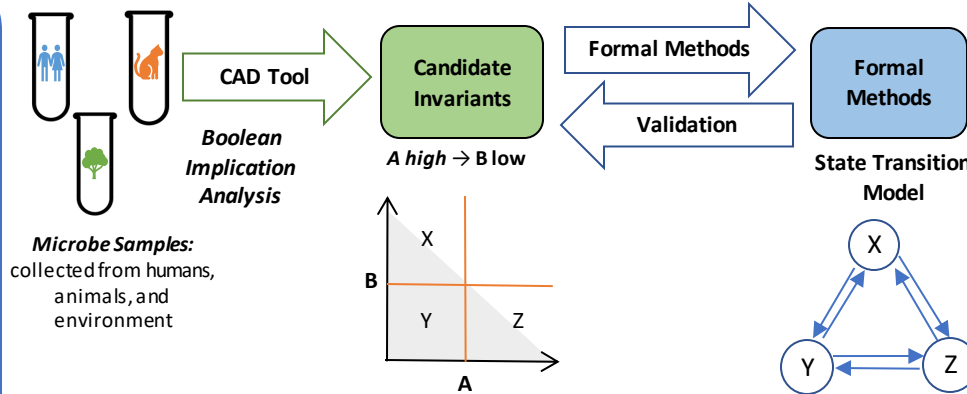 CAD Tool
Boolean
Implication
Analysis
Microbe Samples:
collected from humans,
animals, and
environment
Candidate
Invariants
A high → B low
X
B
Y
Z
A
Formal Methods
Validation
Formal
Methods
State Transition
Model
X
Y
Z